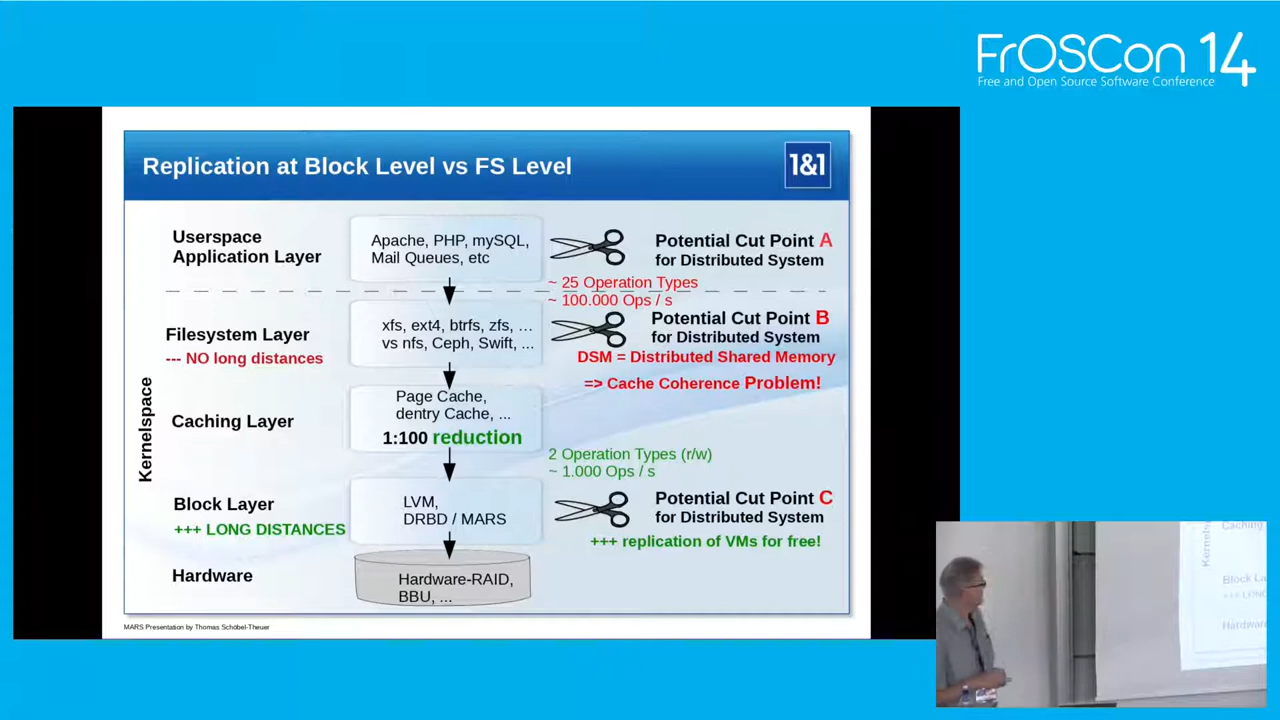 FrOSCon 14
Free and Open Source Software Conference
Replication at Block Level vs FS Level
1&1
Userspace
Application Layer
Apache, PHP, mySQL,
Mail Queues, etc
Potential Cut Point A
for Distributed System
~ 25 Operation Types
~ 100.000 Ops / s
Kernelspace
Filesystem Layer
--- NO long distances
xfs, ext4, btrfs, zfs, …
vs nfs, Ceph, Swift, ...
Potential Cut Point B
for Distributed System
DSM = Distributed Shared Memory
=> Cache Coherence Problem!
Caching Layer
Page Cache,
dentry Cache, ...
1:100 reduction
2 Operation Types (r/w)
~ 1.000 Ops / s
Block Layer
+++ LONG DISTANCES
LVM,
DRBD / MARS
Potential Cut Point C
for Distributed System
+++ replication of VMs for free!
Hardware
Hardware-RAID,
BBU, ...
MARS Presentation by Thomas Schöbel-Theuer
Caching
Block La
+++ LONG
Hardware